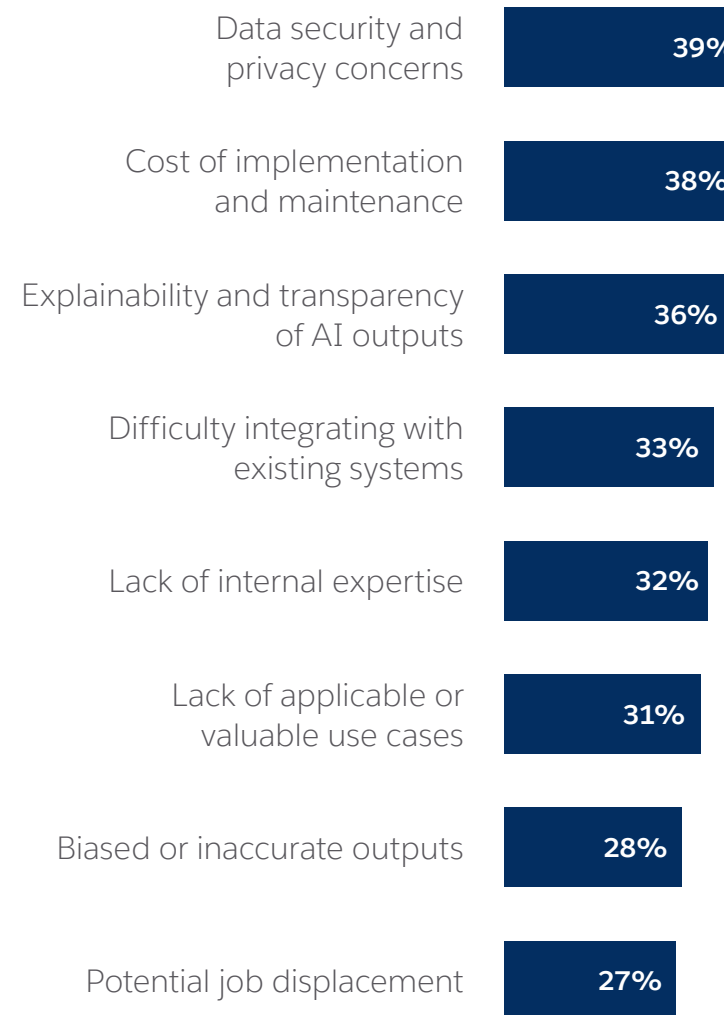 Data security and
privacy concerns
39%
Cost of implementation
and maintenance
38%
Explainability and transparency
of AI outputs
36%
Difficulty integrating with
existing systems
33%
Lack of internal expertise
32%
Lack of applicable or
valuable use cases
31%
Biased or inaccurate outputs
28%
Potential job displacement
27%